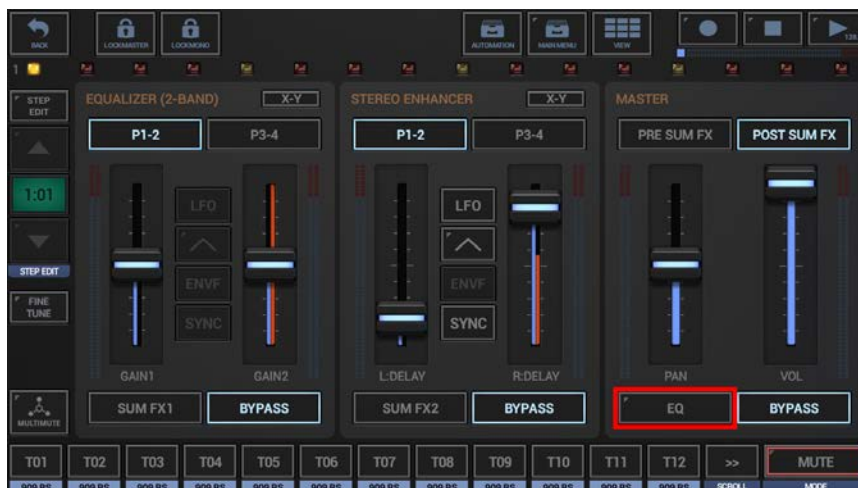 BACK
LOCKMASTER
LOCKMONO
AUTOMATION
MAIN MENU
VIEW
128
1
STEP EDIT
EQUALIZER (2-BAND)
X-Y
STEREO ENHANCER
X-Y
MASTER
P1-2
P3-4
P1-2
P3-4
PRE SUM FX
POST SUM FX
1:01
LFO
LFO
STEP EDIT
ENVF
ENVF
FINE TUNE
SYNC
SYNC
GAIN1
GAIN2
L:DELAY
R:DELAY
PAN
VOL
MULTIMUTE
SUM FX1
BYPASS
SUM FX2
BYPASS
EQ
BYPASS
T01
T02
T03
T04
T05
T06
T07
T08
T09
T10
T11
T12
>>
MUTE
SCROLL
MODE